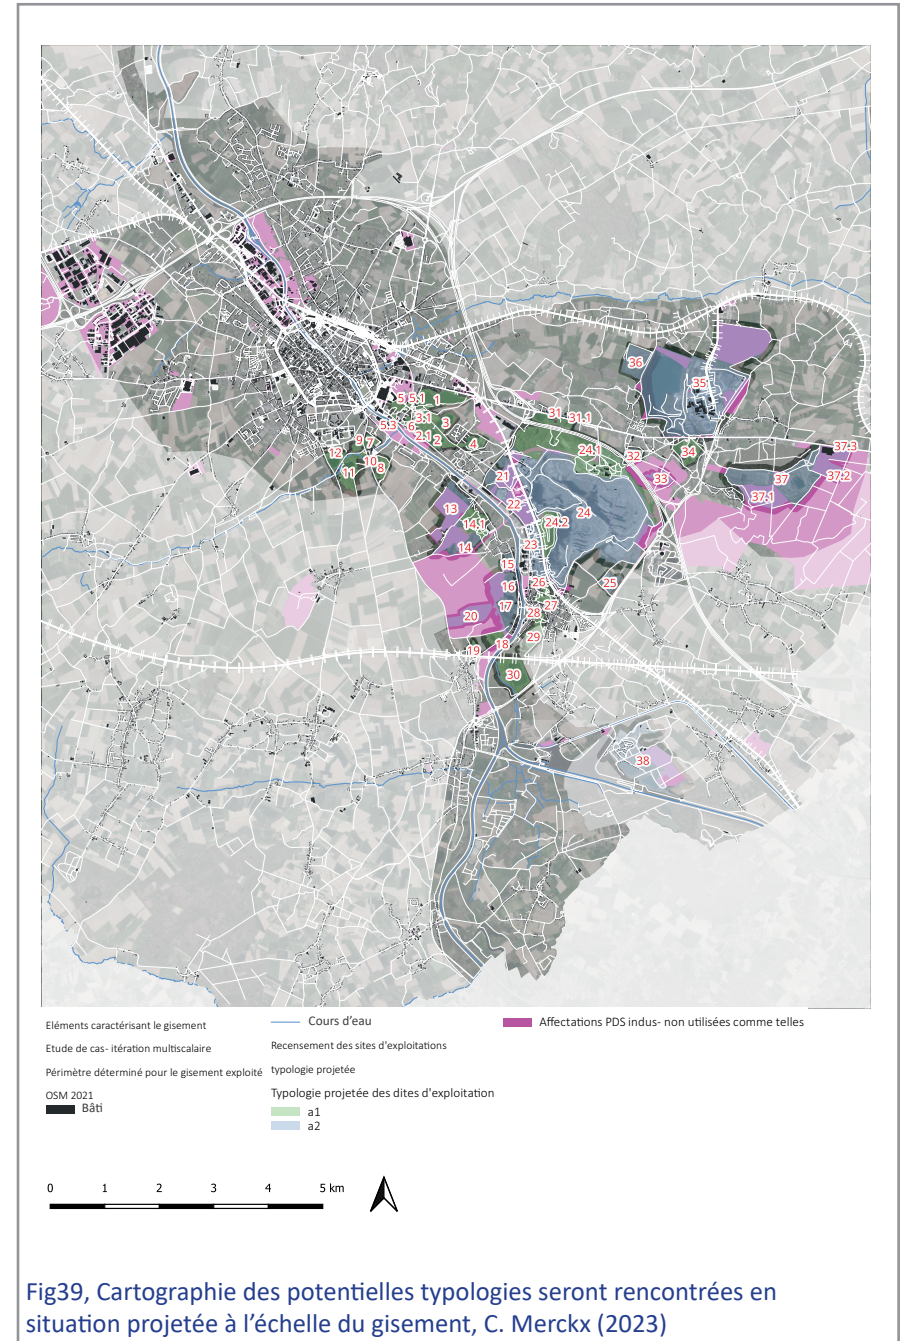 36
35
5 5.1 1
3.1
5.3 6 3
2.1 2
4
9 7
12
10
8
11
31
31.1
24.1
32
34
33
37.3
37
37.2
37.1
21
22
24
24.2
13
14.1
14
23
15
16
26
25
17
27
28
20
29
18
19
30
38
Eléments caractérisant le gisement
Etude de cas- itération multiscalaire
Périmètre déterminé pour le gisement exploité
OSM 2021
Bâti
Cours d'eau
Recensement des sites d'exploitations
typologie projetée
Typologie projetée des dites d'exploitation
a1
a2
Affectations PDS indus- non utilisées comme telles
0 1 2 3 4 5 km
Fig39, Cartographie des potentielles typologies seront rencontrées en
situation projetée à l'échelle du gisement, C. Merckx (2023)